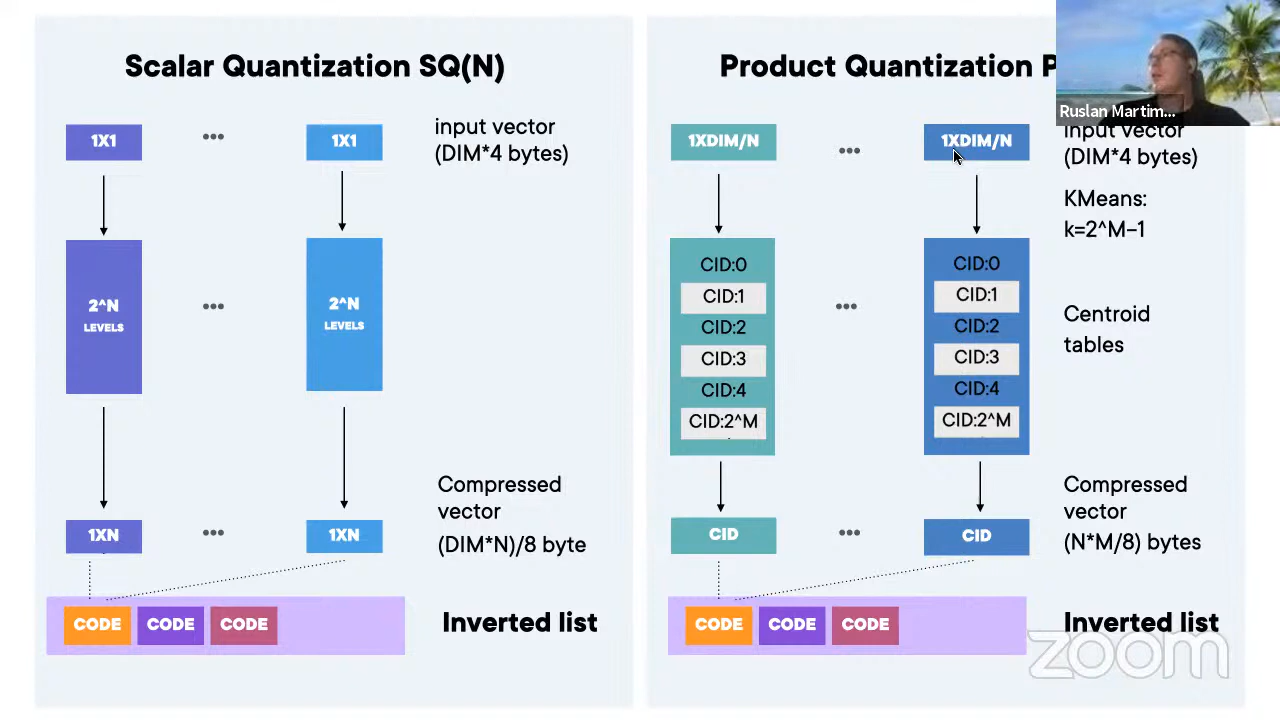 Scalar Quantization SQ(N)
1X1
•••
1X1
input vector
(DIM*4 bytes)
2^N
LEVELS
•••
2^N
LEVELS
1XN
•••
1XN
Compressed
vector
(DIM*N)/8 byte
CODE CODE CODE
Inverted list
Product Quantization P
Ruslan Martim...
1XDIM/N
•••
1XDIM/N
input vector
(DIM*4 bytes)
KMeans:
k=2^M-1
CID:0
CID:1
CID:2
CID:3
CID:4
CID:2^M
•••
CID:0
CID:1
CID:2
CID:3
CID:4
CID:2^M
Centroid
tables
CID
•••
CID
Compressed
vector
(N*M/8) bytes
CODE CODE CODE
Inverted list
zoom